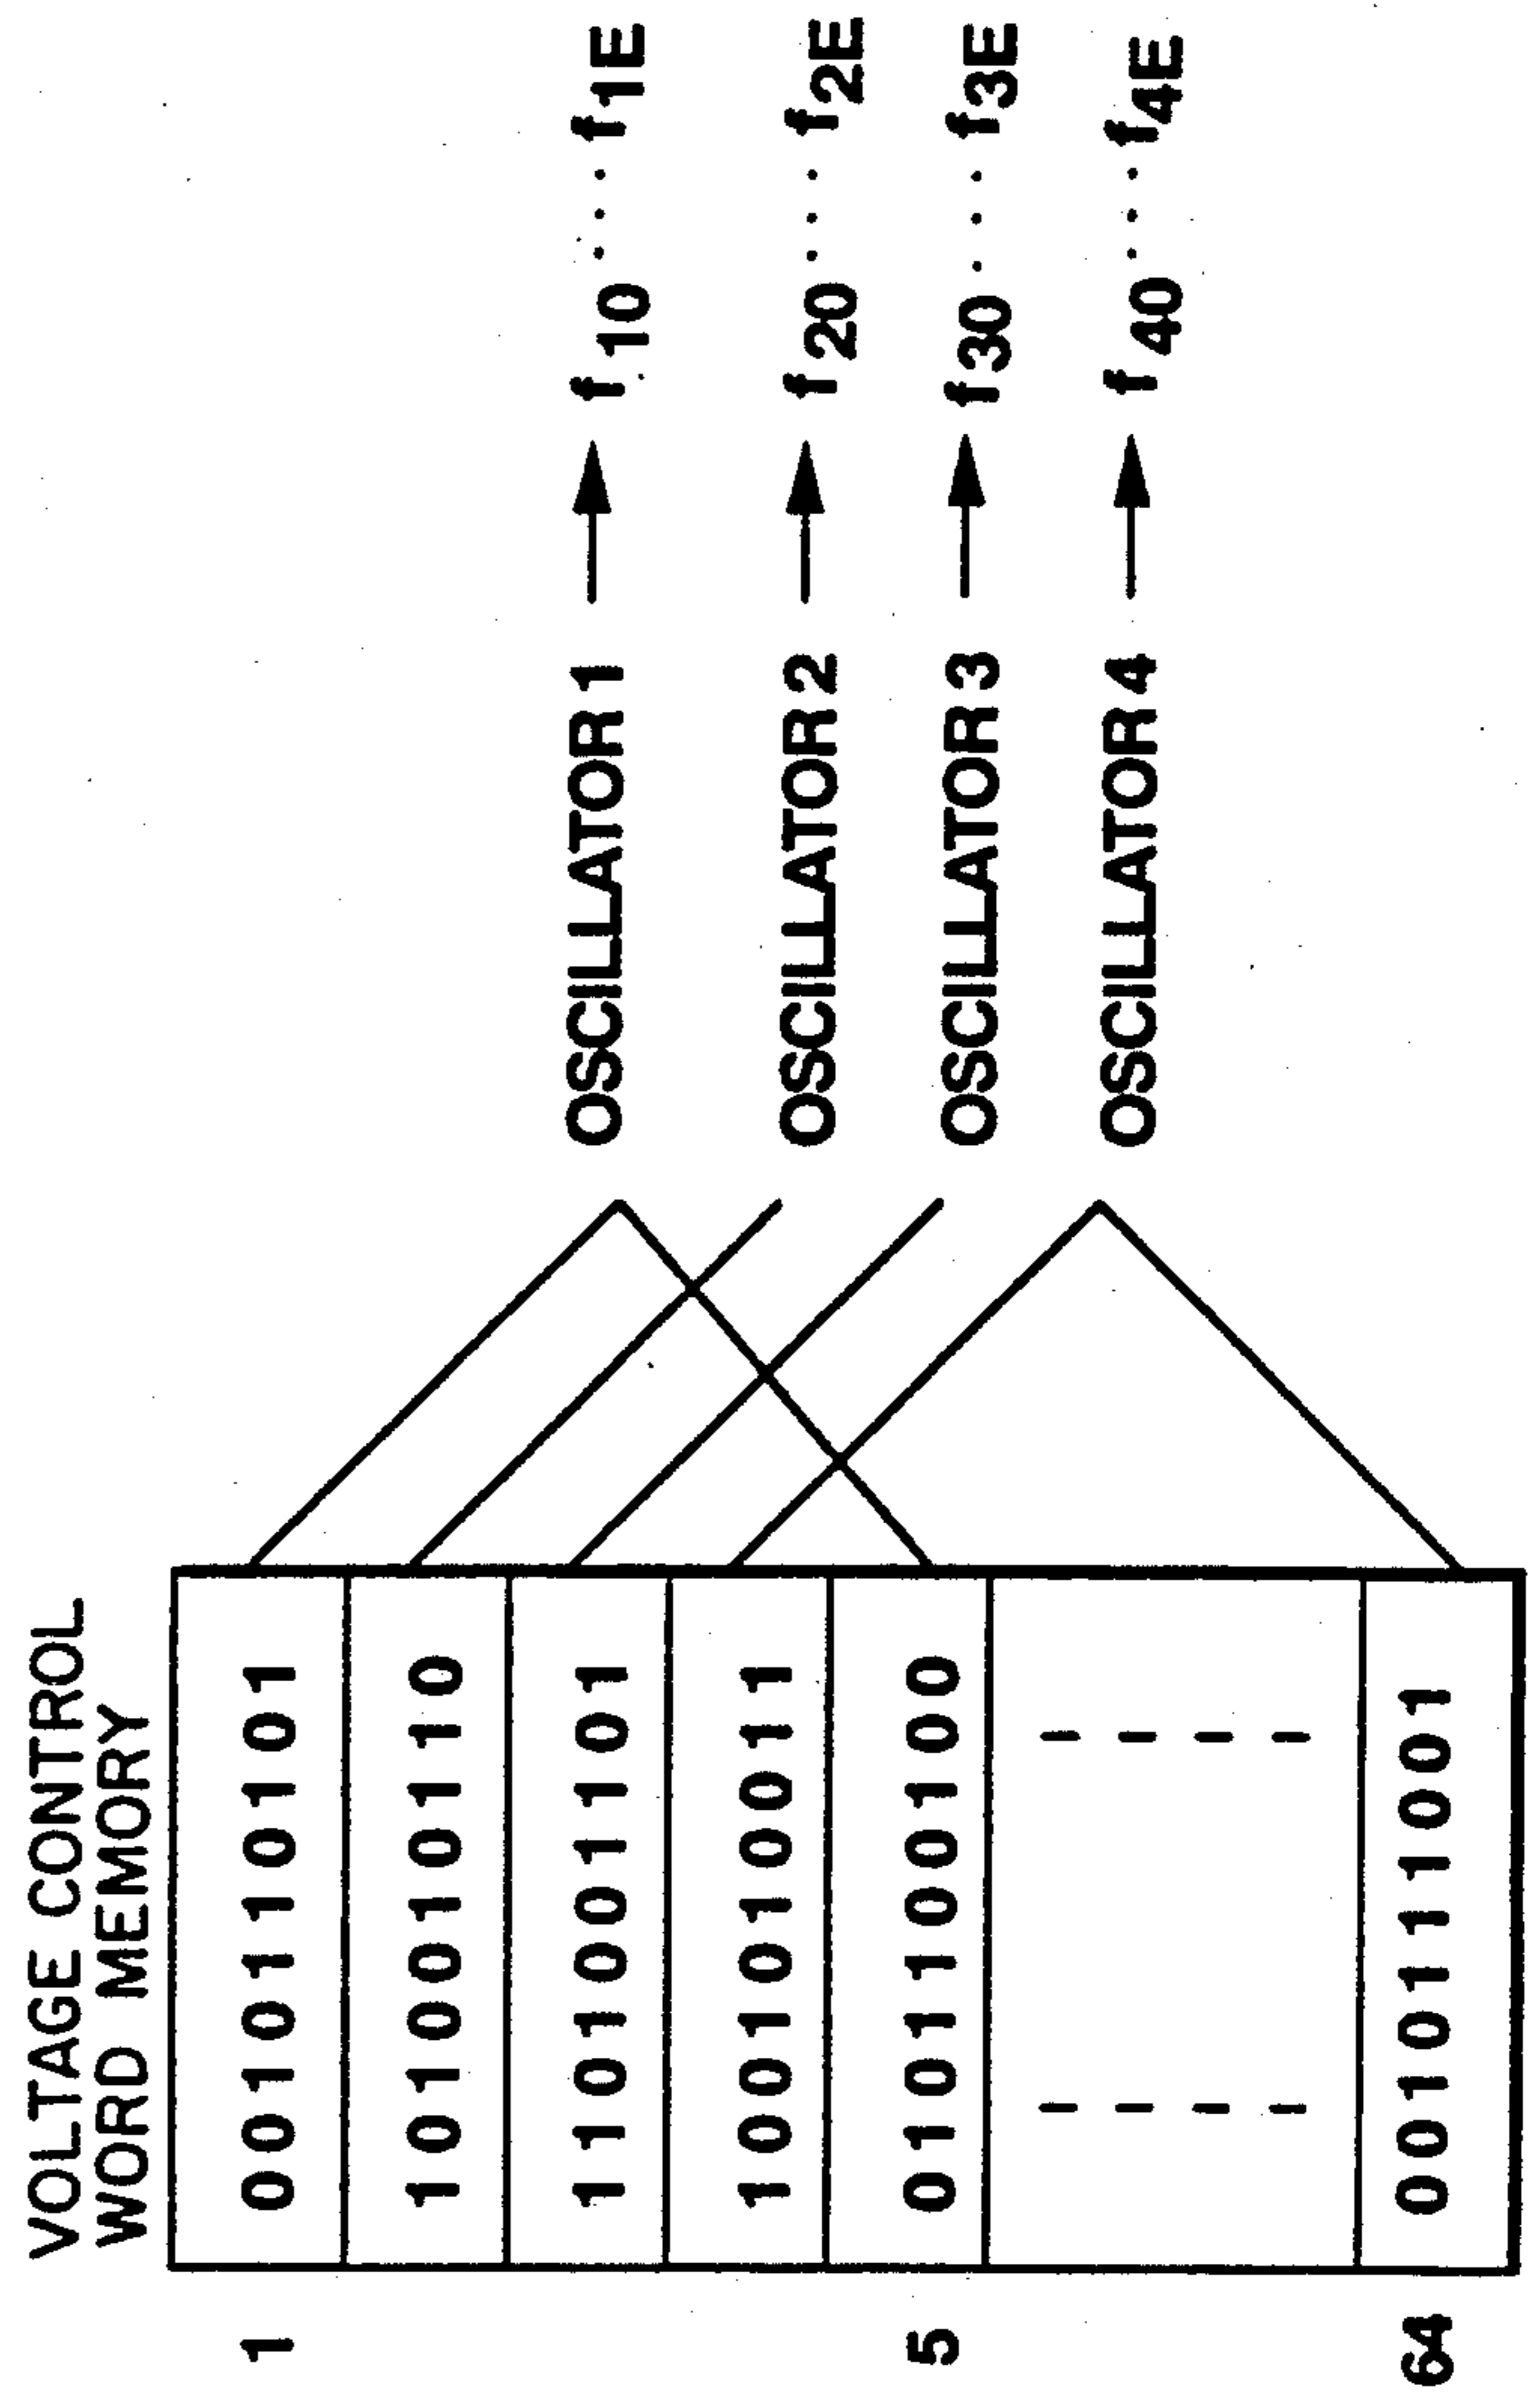 VOLTAGE CONTROL
WORD MEMORY
1 0010110101
1010010110
1101001101
1001010011
5 0101100100
64 0010111001
OSCILLATOR 1 → f10 . . . f1E
OSCILLATOR 2 → f20 . . . f2E
OSCILLATOR 3 → f30 . . . f3E
OSCILLATOR 4 → f40 . . . f4E